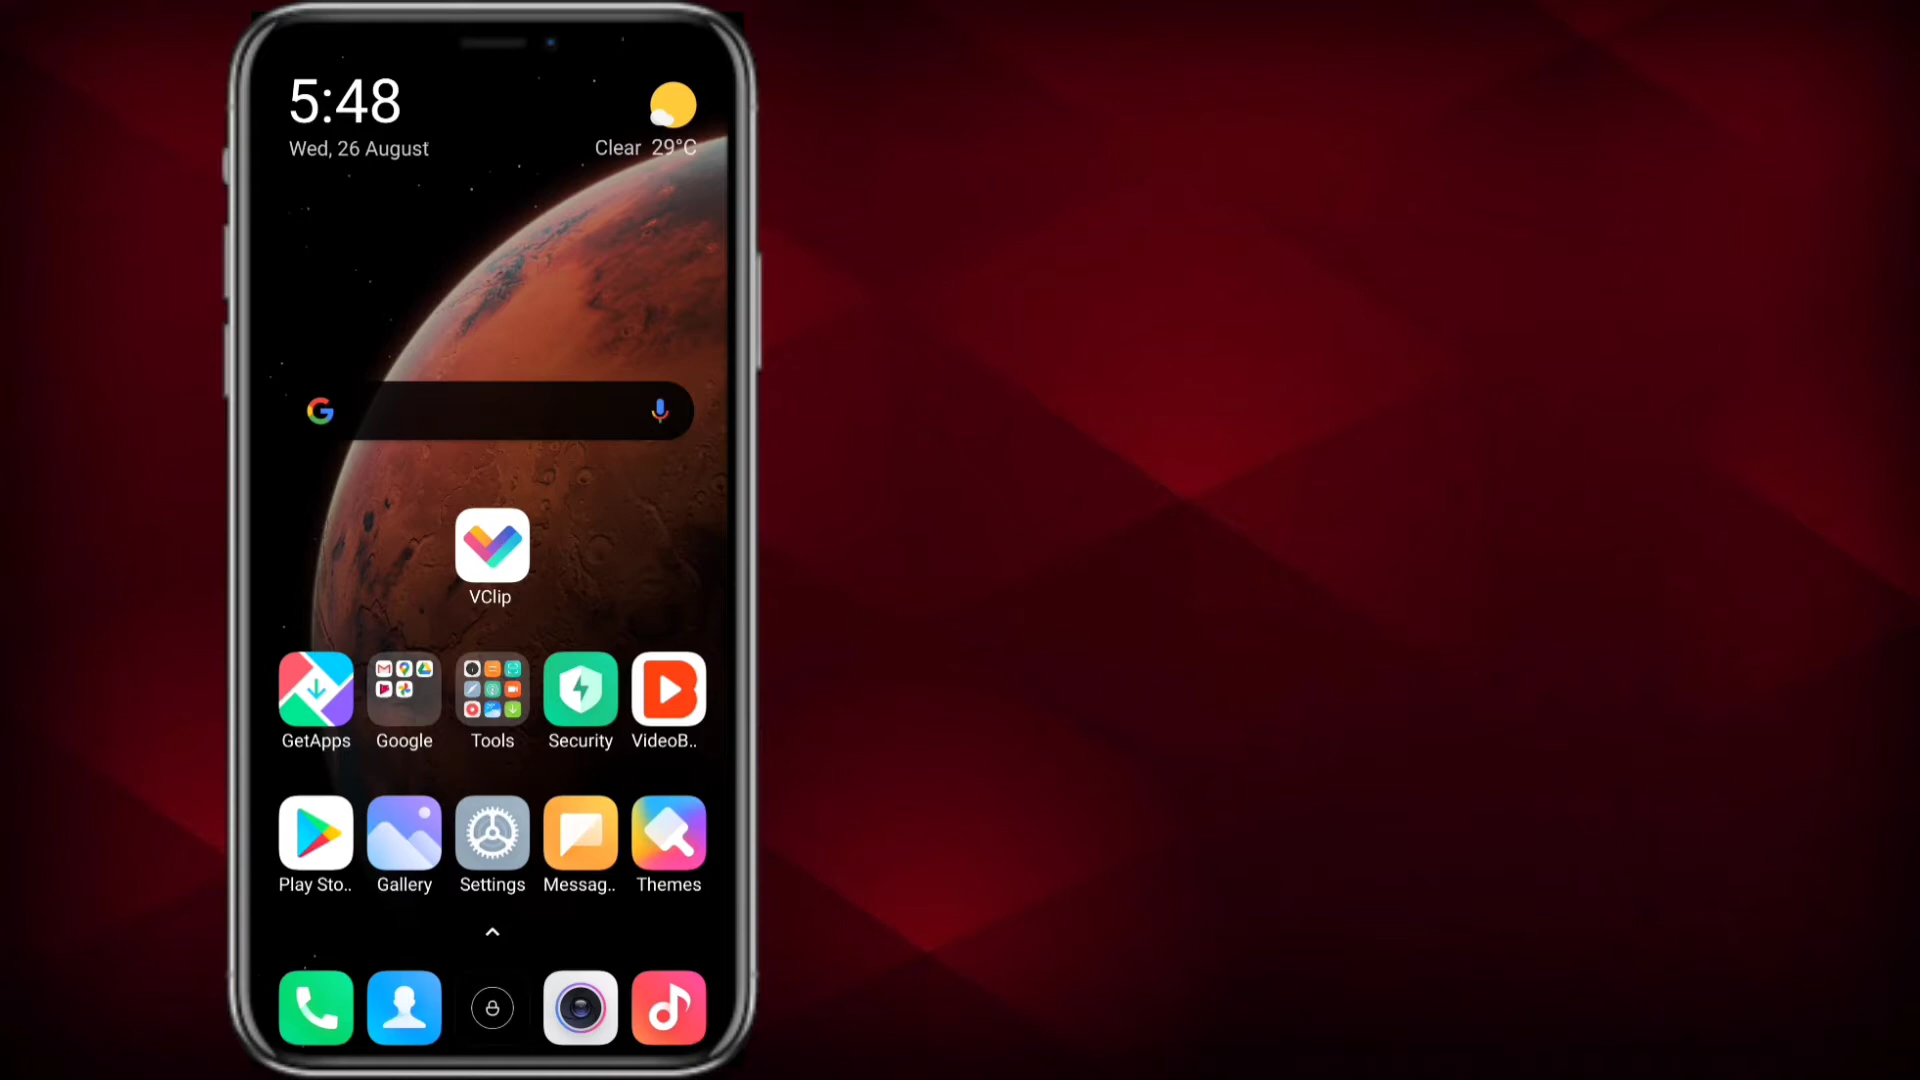 5:48
Wed, 26 August
Clear 29°C
VClip
GetApps Google Tools Security VideoB..
Play Sto.. Gallery Settings Messag.. Themes